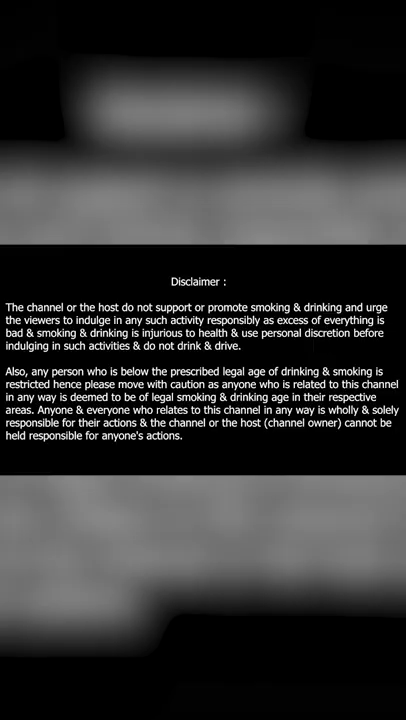 Disclaimer :
The channel or the host do not support or promote smoking & drinking and urge
the viewers to indulge in any such activity responsibly as excess of everything is
bad & smoking & drinking is injurious to health & use personal discretion before
indulging in such activities & do not drink & drive.
Also, any person who is below the prescribed legal age of drinking & smoking is
restricted hence please move with caution as anyone who is related to this channel
in any way is deemed to be of legal smoking & drinking age in their respective
areas. Anyone & everyone who relates to this channel in any way is wholly & solely
responsible for their actions & the channel or the host (channel owner) cannot be
held responsible for anyone's actions.